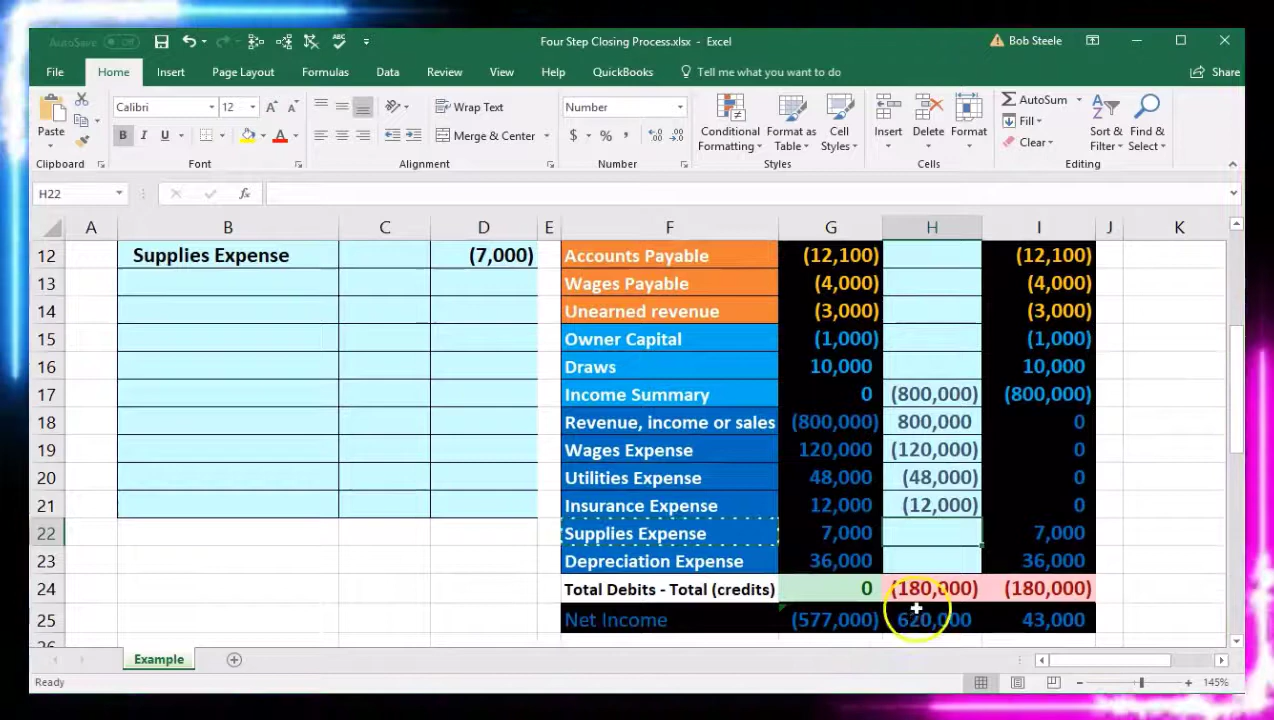 AutoSave Off Four Step Closing Process.xlsx - Excel Bob Steele
File Home Insert Page Layout Formulas Data Review View Help QuickBooks Tell me what you want to do Share
Calibri 12 Wrap Text Number AutoSum
Paste B I U A Merge & Center $ % , Conditional Formatting Format as Table Cell Styles Insert Delete Format Fill Clear Sort & Filter Find & Select
Clipboard Font Alignment Number Styles Cells Editing
H22 fx
A B C D E F G H I J K
12 Supplies Expense (7,000) Accounts Payable (12,100) (12,100)
13 Wages Payable (4,000) (4,000)
14 Unearned revenue (3,000) (3,000)
15 Owner Capital (1,000) (1,000)
16 Draws 10,000 10,000
17 Income Summary 0 (800,000) (800,000)
18 Revenue, income or sales (800,000) 800,000 0
19 Wages Expense 120,000 (120,000) 0
20 Utilities Expense 48,000 (48,000) 0
21 Insurance Expense 12,000 (12,000) 0
22 Supplies Expense 7,000 7,000
23 Depreciation Expense 36,000 36,000
24 Total Debits - Total (credits) 0 (180,000) (180,000)
25 Net Income (577,000) 620,000 43,000
26
Example
Ready 145%